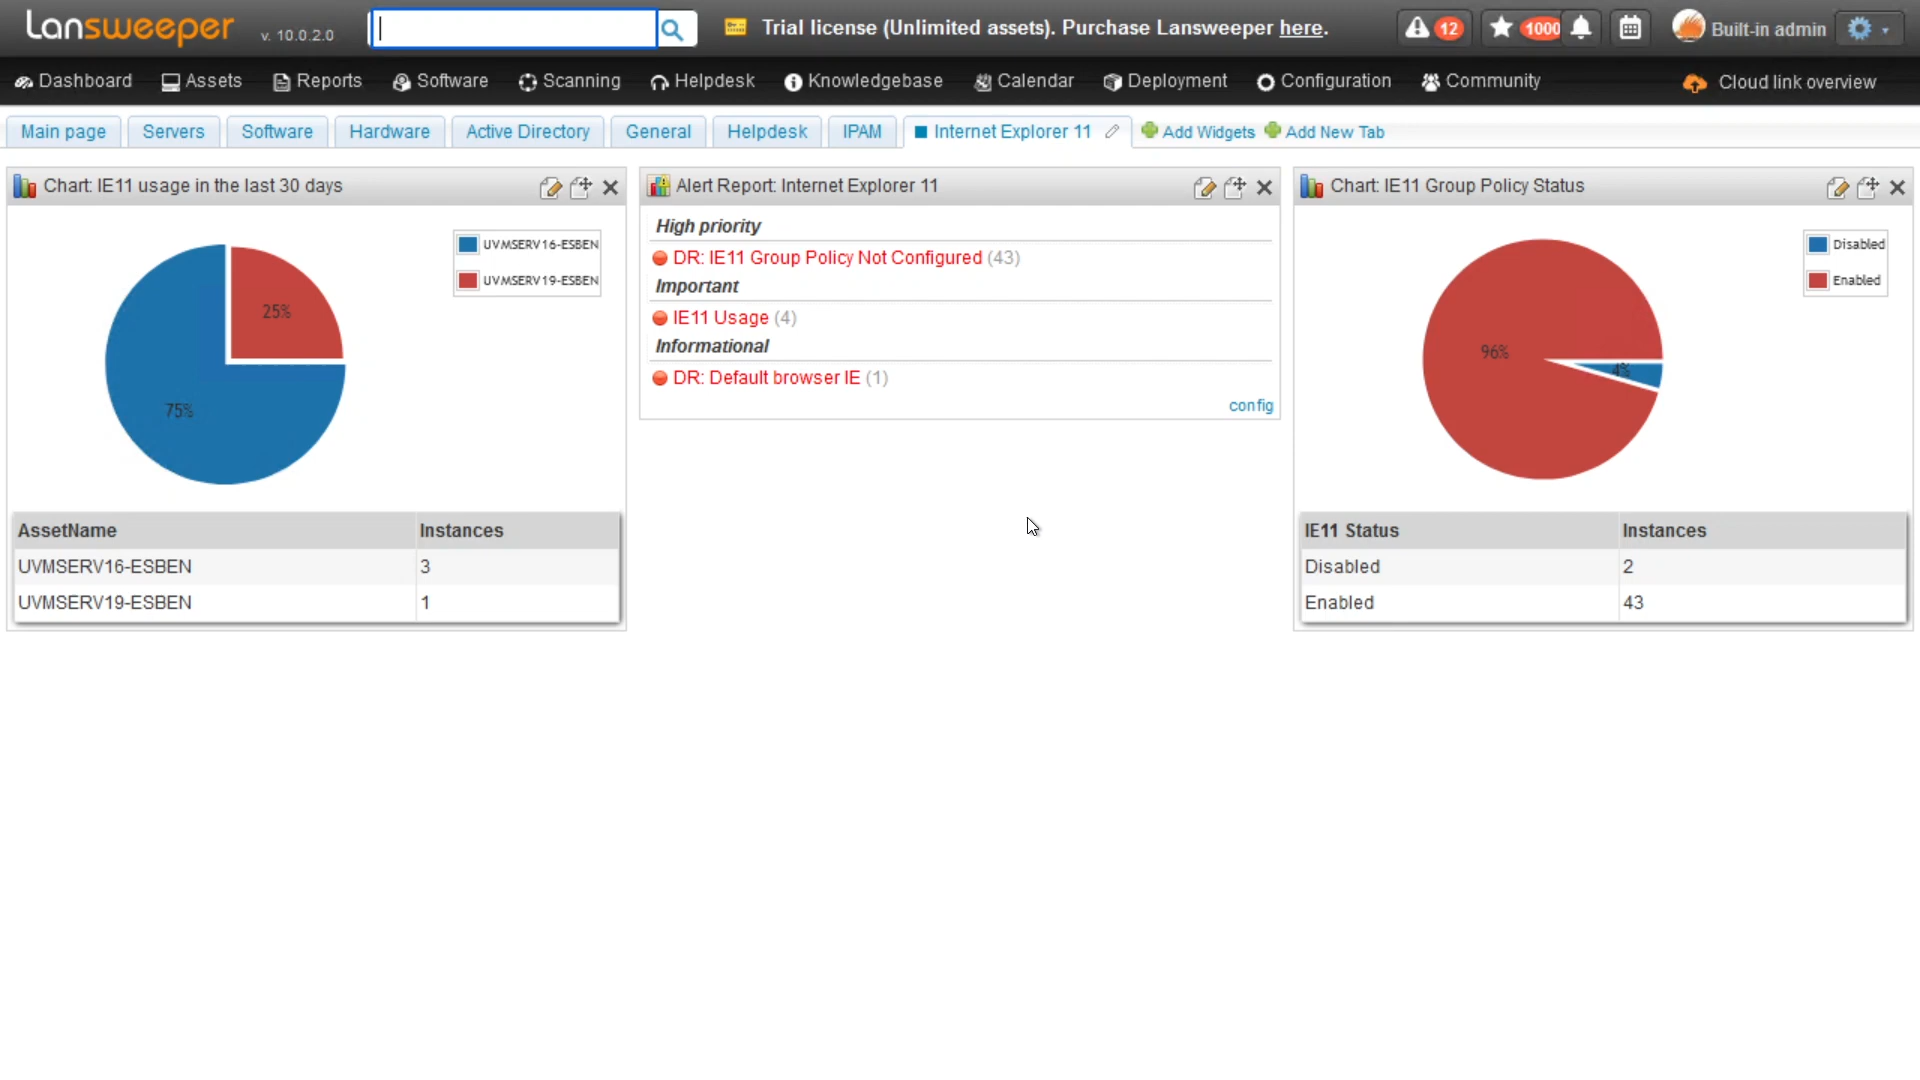 Lansweeper v. 10.0.2.0 Trial license (Unlimited assets). Purchase Lansweeper here. 12 1000 Built-in admin
Dashboard Assets Reports Software Scanning Helpdesk Knowledgebase Calendar Deployment Configuration Community Cloud link overview
Main page Servers Software Hardware Active Directory General Helpdesk IPAM Internet Explorer 11 Add Widgets Add New Tab
Chart: IE11 usage in the last 30 days
UVMSERV16-ESBEN
UVMSERV19-ESBEN
25%
75%
AssetName Instances
UVMSERV16-ESBEN 3
UVMSERV19-ESBEN 1
Alert Report: Internet Explorer 11
High priority
DR: IE11 Group Policy Not Configured (43)
Important
IE11 Usage (4)
Informational
DR: Default browser IE (1)
config
Chart: IE11 Group Policy Status
Disabled
Enabled
96%
4%
IE11 Status Instances
Disabled 2
Enabled 43